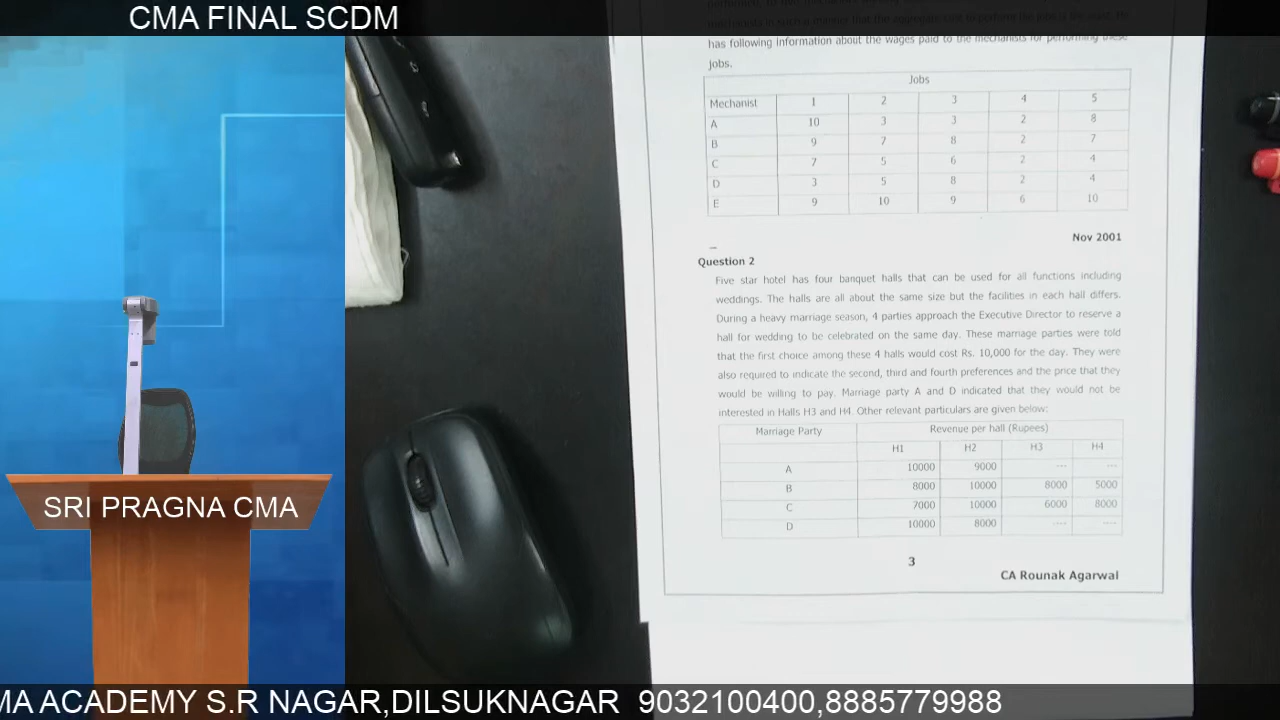 CMA FINAL SCDM
has following information about the wages paid to the mechanists for performing these
jobs.
Jobs
Mechanist 1 2 3 4 5
A 10 3 3 2 8
B 9 7 8 2 7
C 7 5 6 2 4
D 3 5 8 2 4
E 9 10 9 6 10
Nov 2001
Question 2
Five star hotel has four banquet halls that can be used for all functions including
weddings. The halls are all about the same size but the facilities in each hall differs.
During a heavy marriage season, 4 parties approach the Executive Director to reserve a
hall for wedding to be celebrated on the same day. These marriage parties were told
that the first choice among these 4 halls would cost Rs. 10,000 for the day. They were
also required to indicate the second, third and fourth preferences and the price that they
would be willing to pay. Marriage party A and D indicated that they would not be
interested in Halls H3 and H4. Other relevant particulars are given below:
Marriage Party Revenue per hall (Rupees)
H1 H2 H3 H4
A 10000 9000 ---- ----
B 8000 10000 8000 5000
C 7000 10000 6000 8000
D 10000 8000 ---- ----
3
CA Rounak Agarwal
SRI PRAGNA CMA
MA ACADEMY S.R NAGAR,DILSUKNAGAR 9032100400,8885779988